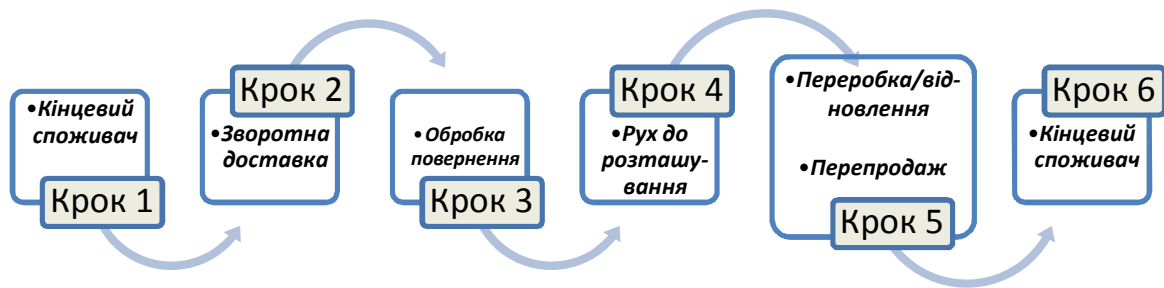 •Кінцевий
споживач
Крок 1
Крок 2
•Зворотна
доставка
•Обробка
повернення
Крок 3
Крок 4
•Рух до
розташу-
вання
•Переробка/від-
новлення
•Перепродаж
Крок 5
Крок 6
•Кінцевий
споживач